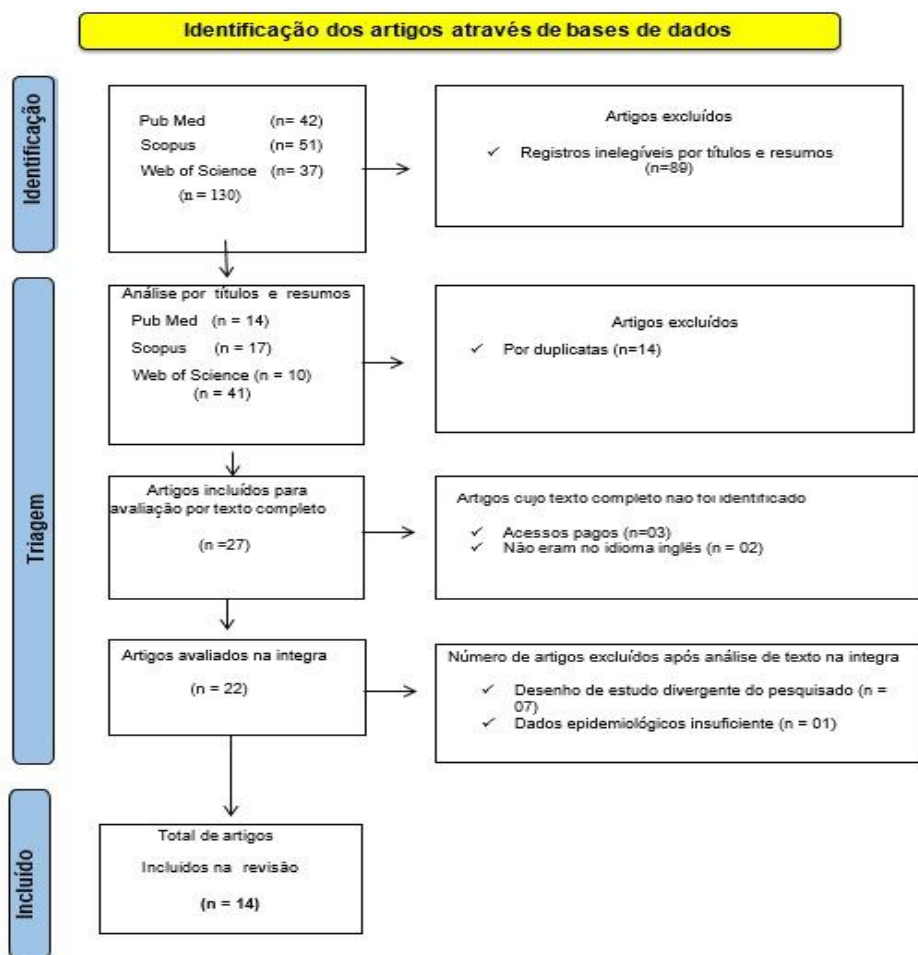 Identificação dos artigos através de bases de dados
Identificação
Pub Med (n= 42)
Scopus (n= 51)
Web of Science (n= 37)
(n = 130)
Artigos excluídos
✓ Registros inelegíveis por títulos e resumos
(n=89)
Triagem
Análise por títulos e resumos
Pub Med (n = 14)
Scopus (n = 17)
Web of Science (n = 10)
(n = 41)
Artigos excluídos
✓ Por duplicatas (n=14)
Artigos incluídos para
avaliação por texto completo
(n =27)
Artigos cujo texto completo não foi identificado
✓ Acessos pagos (n=03)
✓ Não eram no idioma inglês (n = 02)
Artigos avaliados na integra
(n = 22)
Número de artigos excluídos após análise de texto na integra
✓ Desenho de estudo divergente do pesquisado (n =
07)
✓ Dados epidemiológicos insuficiente (n = 01)
Incluído
Total de artigos
Incluidos na revisão
(n = 14)